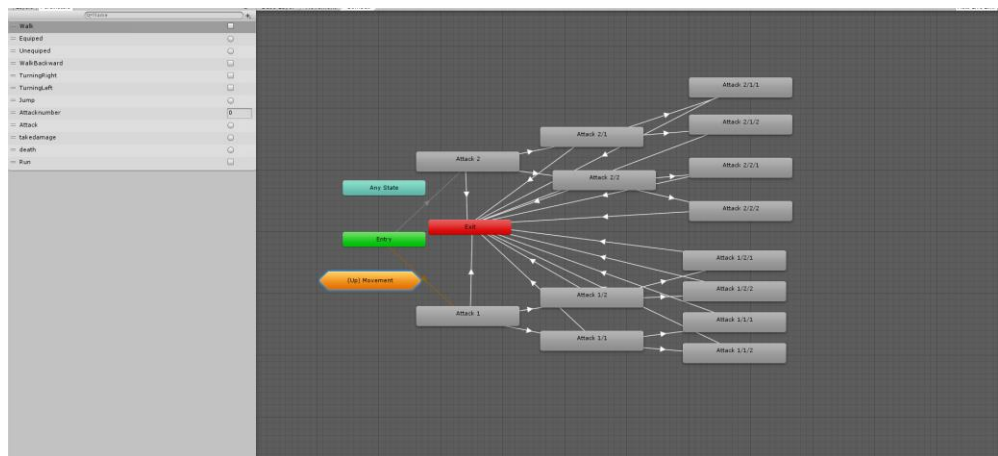 Walk
Equiped
Unequiped
WalkBackward
TurningRight
TurningLeft
Jump
Attacknumber
0
Attack
takedamage
death
Run
Attack 2/1/1
Attack 2/1/2
Attack 2/1
Attack 2
Attack 2/2
Attack 2/2/1
Any State
Attack 2/2/2
Exit
Entry
Attack 1/2/1
(Up) Movement
Attack 1/2
Attack 1/2/2
Attack 1
Attack 1/1/1
Attack 1/1
Attack 1/1/2